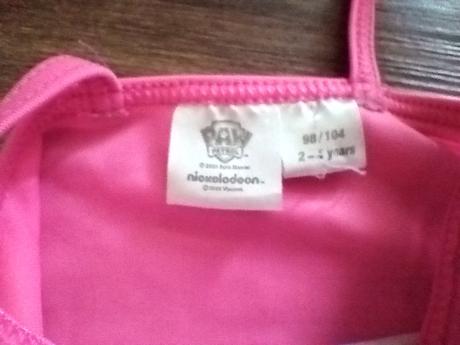 PAW
PATROL
nickelodeon
98/104
2 - 4 years